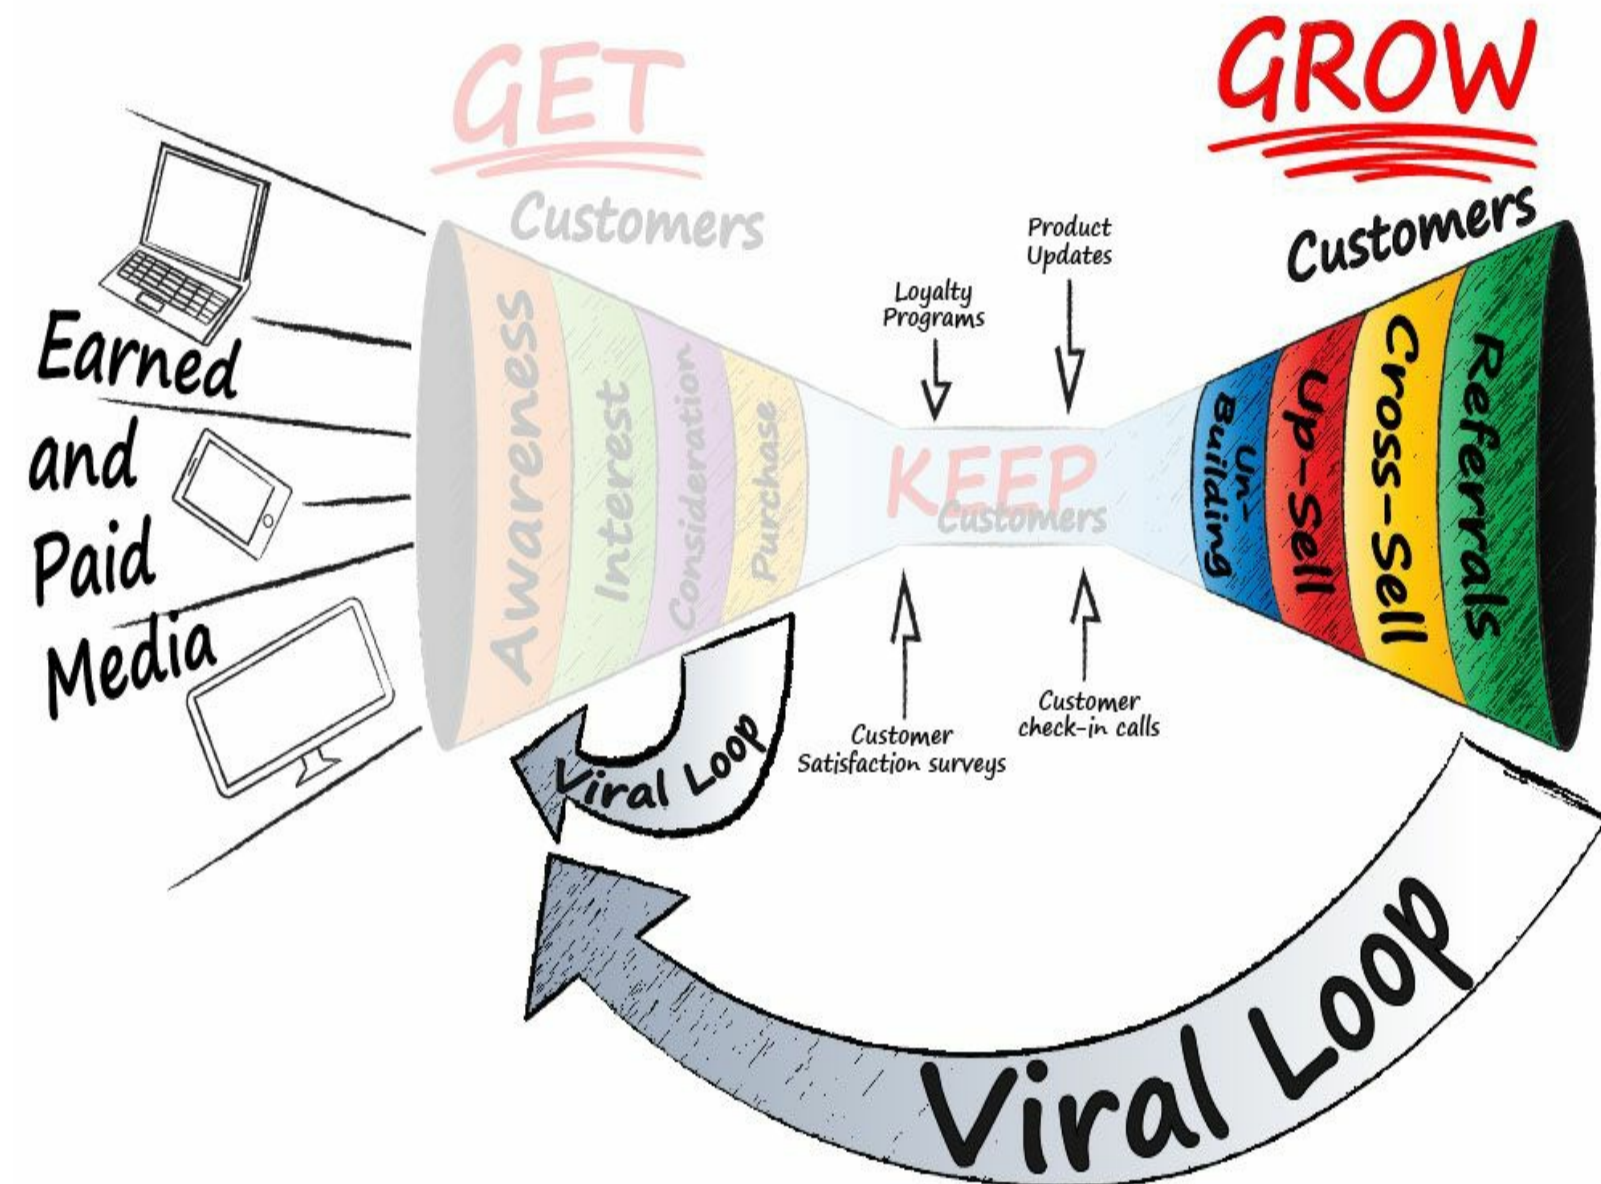 GET
Customers
GROW
Customers
Earned
and
Paid
Media
Awareness
Interest
Consideration
Purchase
Loyalty
Programs
Product
Updates
KEEP
Customers
Customer
Satisfaction surveys
Customer
check-in calls
Un-
Building
Up-Sell
Cross-Sell
Referrals
Viral Loop
Viral Loop